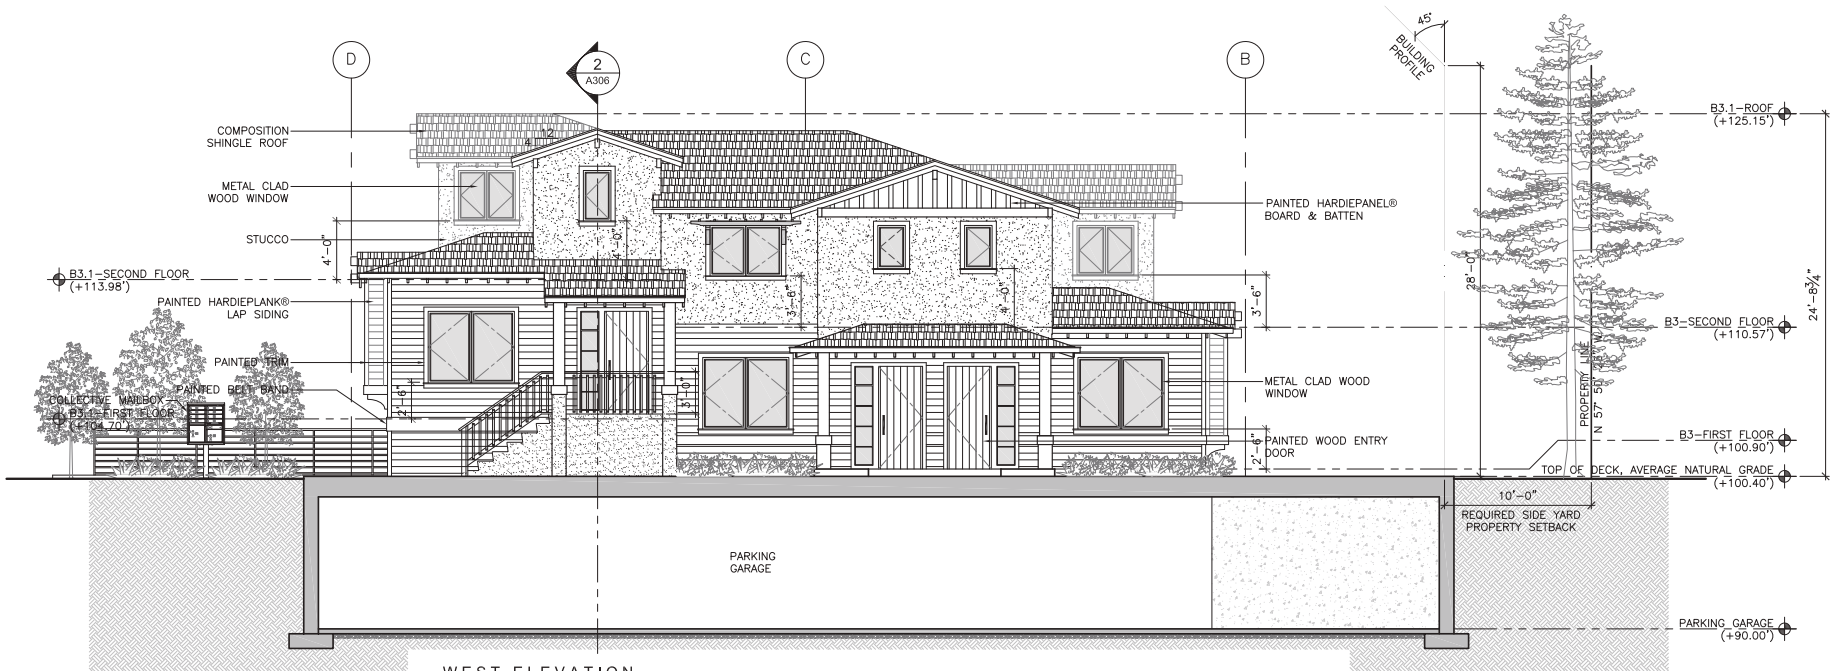 45°
BUILDING
PROFILE
D
2
A306
C
B
B3.1-ROOF
(+125.15')
COMPOSITION
SHINGLE ROOF
12
4
METAL CLAD
WOOD WINDOW
PAINTED HARDIEPANEL®
BOARD & BATTEN
STUCCO
4'-0"
4'-0"
B3.1-SECOND FLOOR
(+113.98')
3'-6"
4'-0"
3'-6"
28'-0"
24'-8¾"
PAINTED HARDIEPLANK®
LAP SIDING
B3-SECOND FLOOR
(+110.57')
PAINTED TRIM
PAINTED BELT BAND
COLLECTIVE MAILBOX
B3.1-FIRST FLOOR
(+104.70')
2'-6"
3'-0"
METAL CLAD WOOD
WINDOW
PROPERTY LINE
PAINTED WOOD ENTRY
DOOR
2'-6"
B3-FIRST FLOOR
(+100.90')
TOP OF DECK, AVERAGE NATURAL GRADE
(+100.40')
10'-0"
REQUIRED SIDE YARD
PROPERTY SETBACK
PARKING
GARAGE
PARKING GARAGE
(+90.00')
WEST ELEVATION